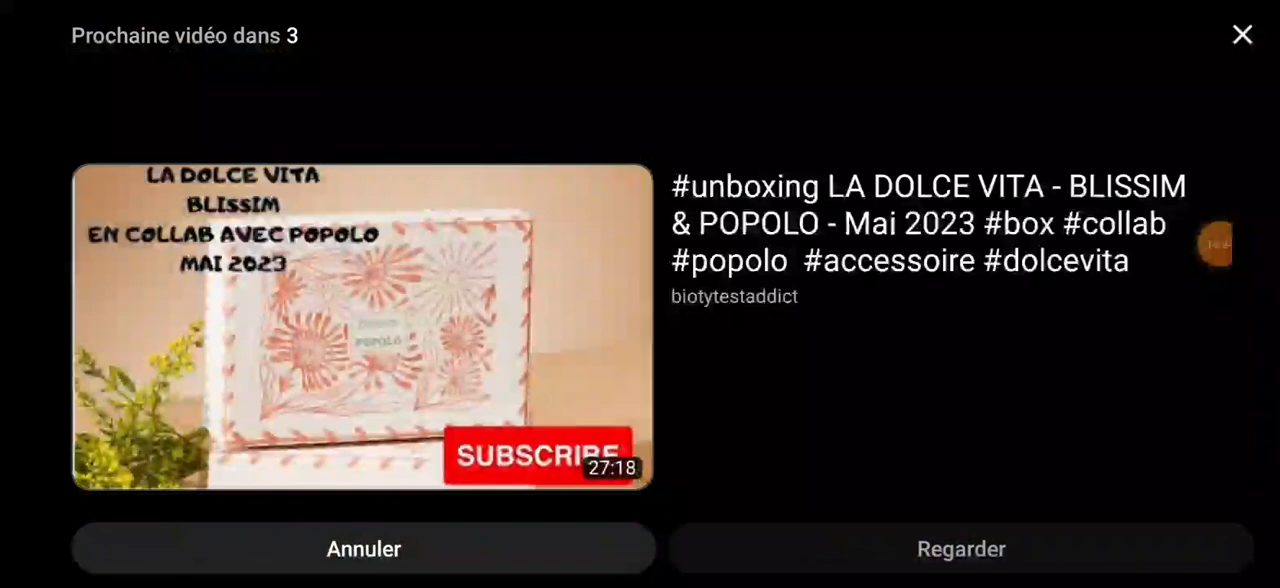 Prochaine vidéo dans 3
LA DOLCE VITA
BLISSIM
EN COLLAB AVEC POPOLO
MAI 2023
POPOLO
SUBSCRIBE
27:18
#unboxing LA DOLCE VITA - BLISSIM
& POPOLO - Mai 2023 #box #collab
#popolo #accessoire #dolcevita
biotytestaddict
Annuler
Regarder